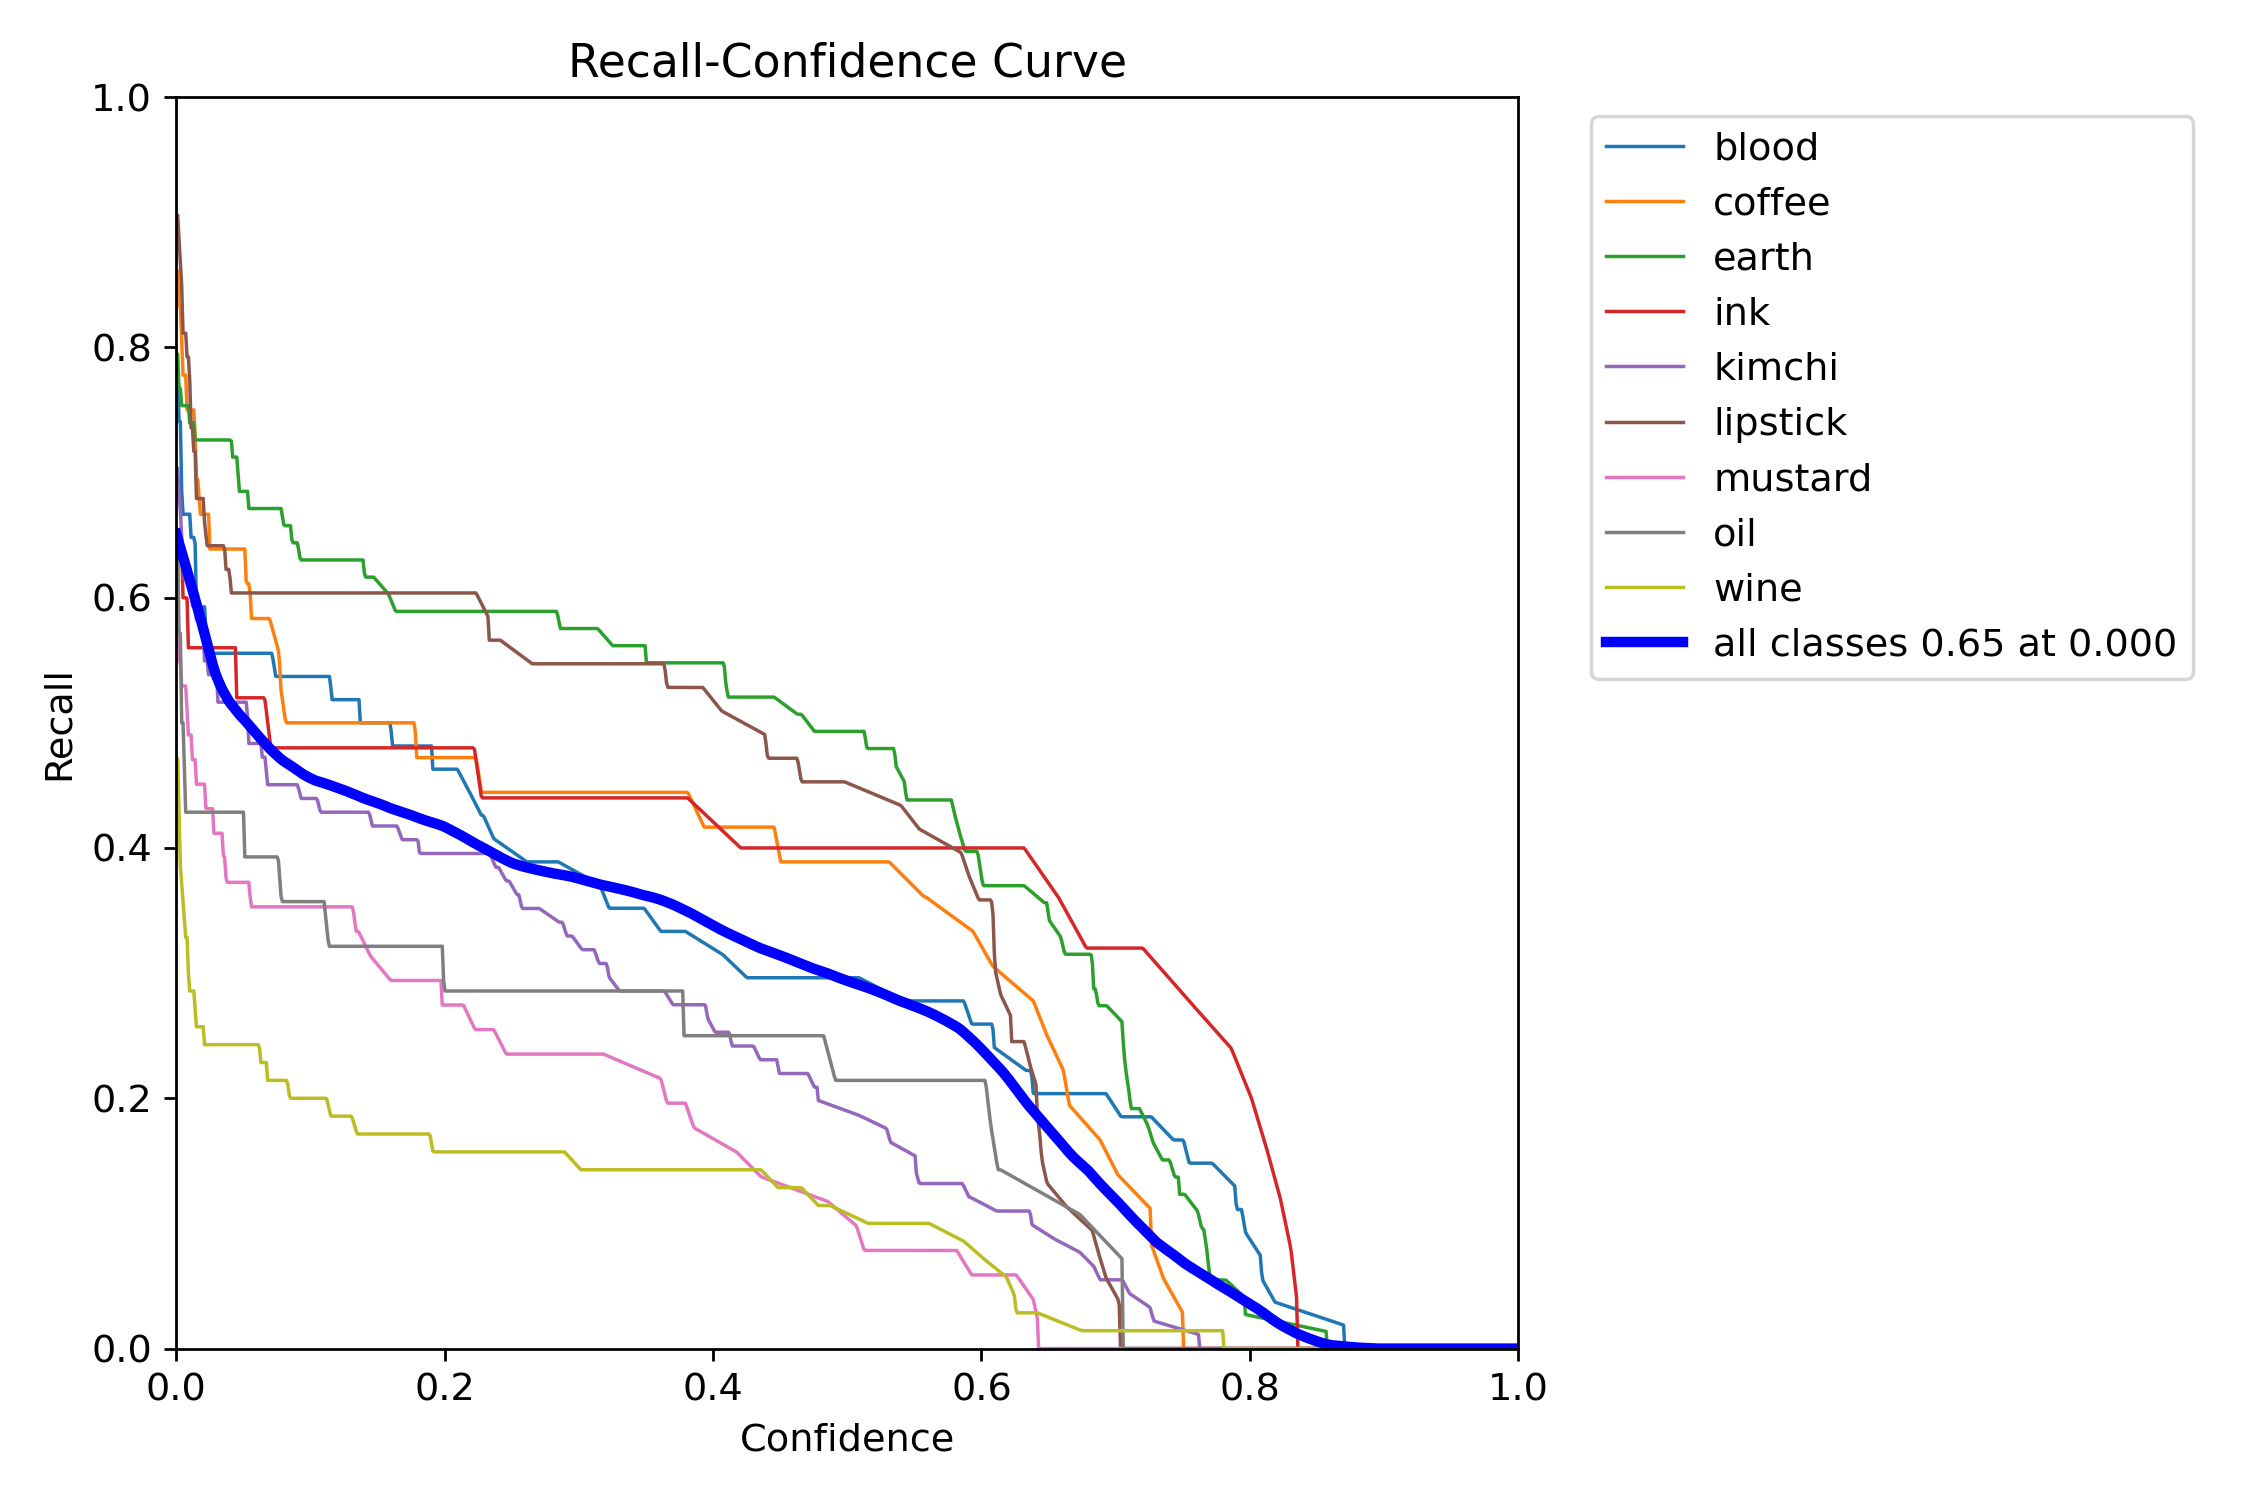 Recall-Confidence Curve
1.0
0.8
0.6
0.4
0.2
0.0
Recall
0.0
0.2
0.4
0.6
0.8
1.0
Confidence
blood
coffee
earth
ink
kimchi
lipstick
mustard
oil
wine
all classes 0.65 at 0.000